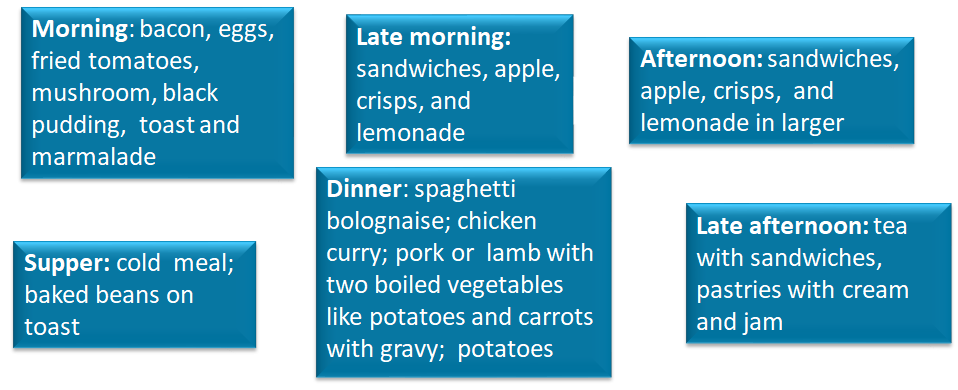 Morning: bacon, eggs,
fried tomatoes,
mushroom, black
pudding, toast and
marmalade
Late morning:
sandwiches, apple,
crisps, and
lemonade
Afternoon: sandwiches,
apple, crisps, and
lemonade in larger
Supper: cold meal;
baked beans on
toast
Dinner: spaghetti
bolognaise; chicken
curry; pork or lamb with
two boiled vegetables
like potatoes and carrots
with gravy; potatoes
Late afternoon: tea
with sandwiches,
pastries with cream
and jam